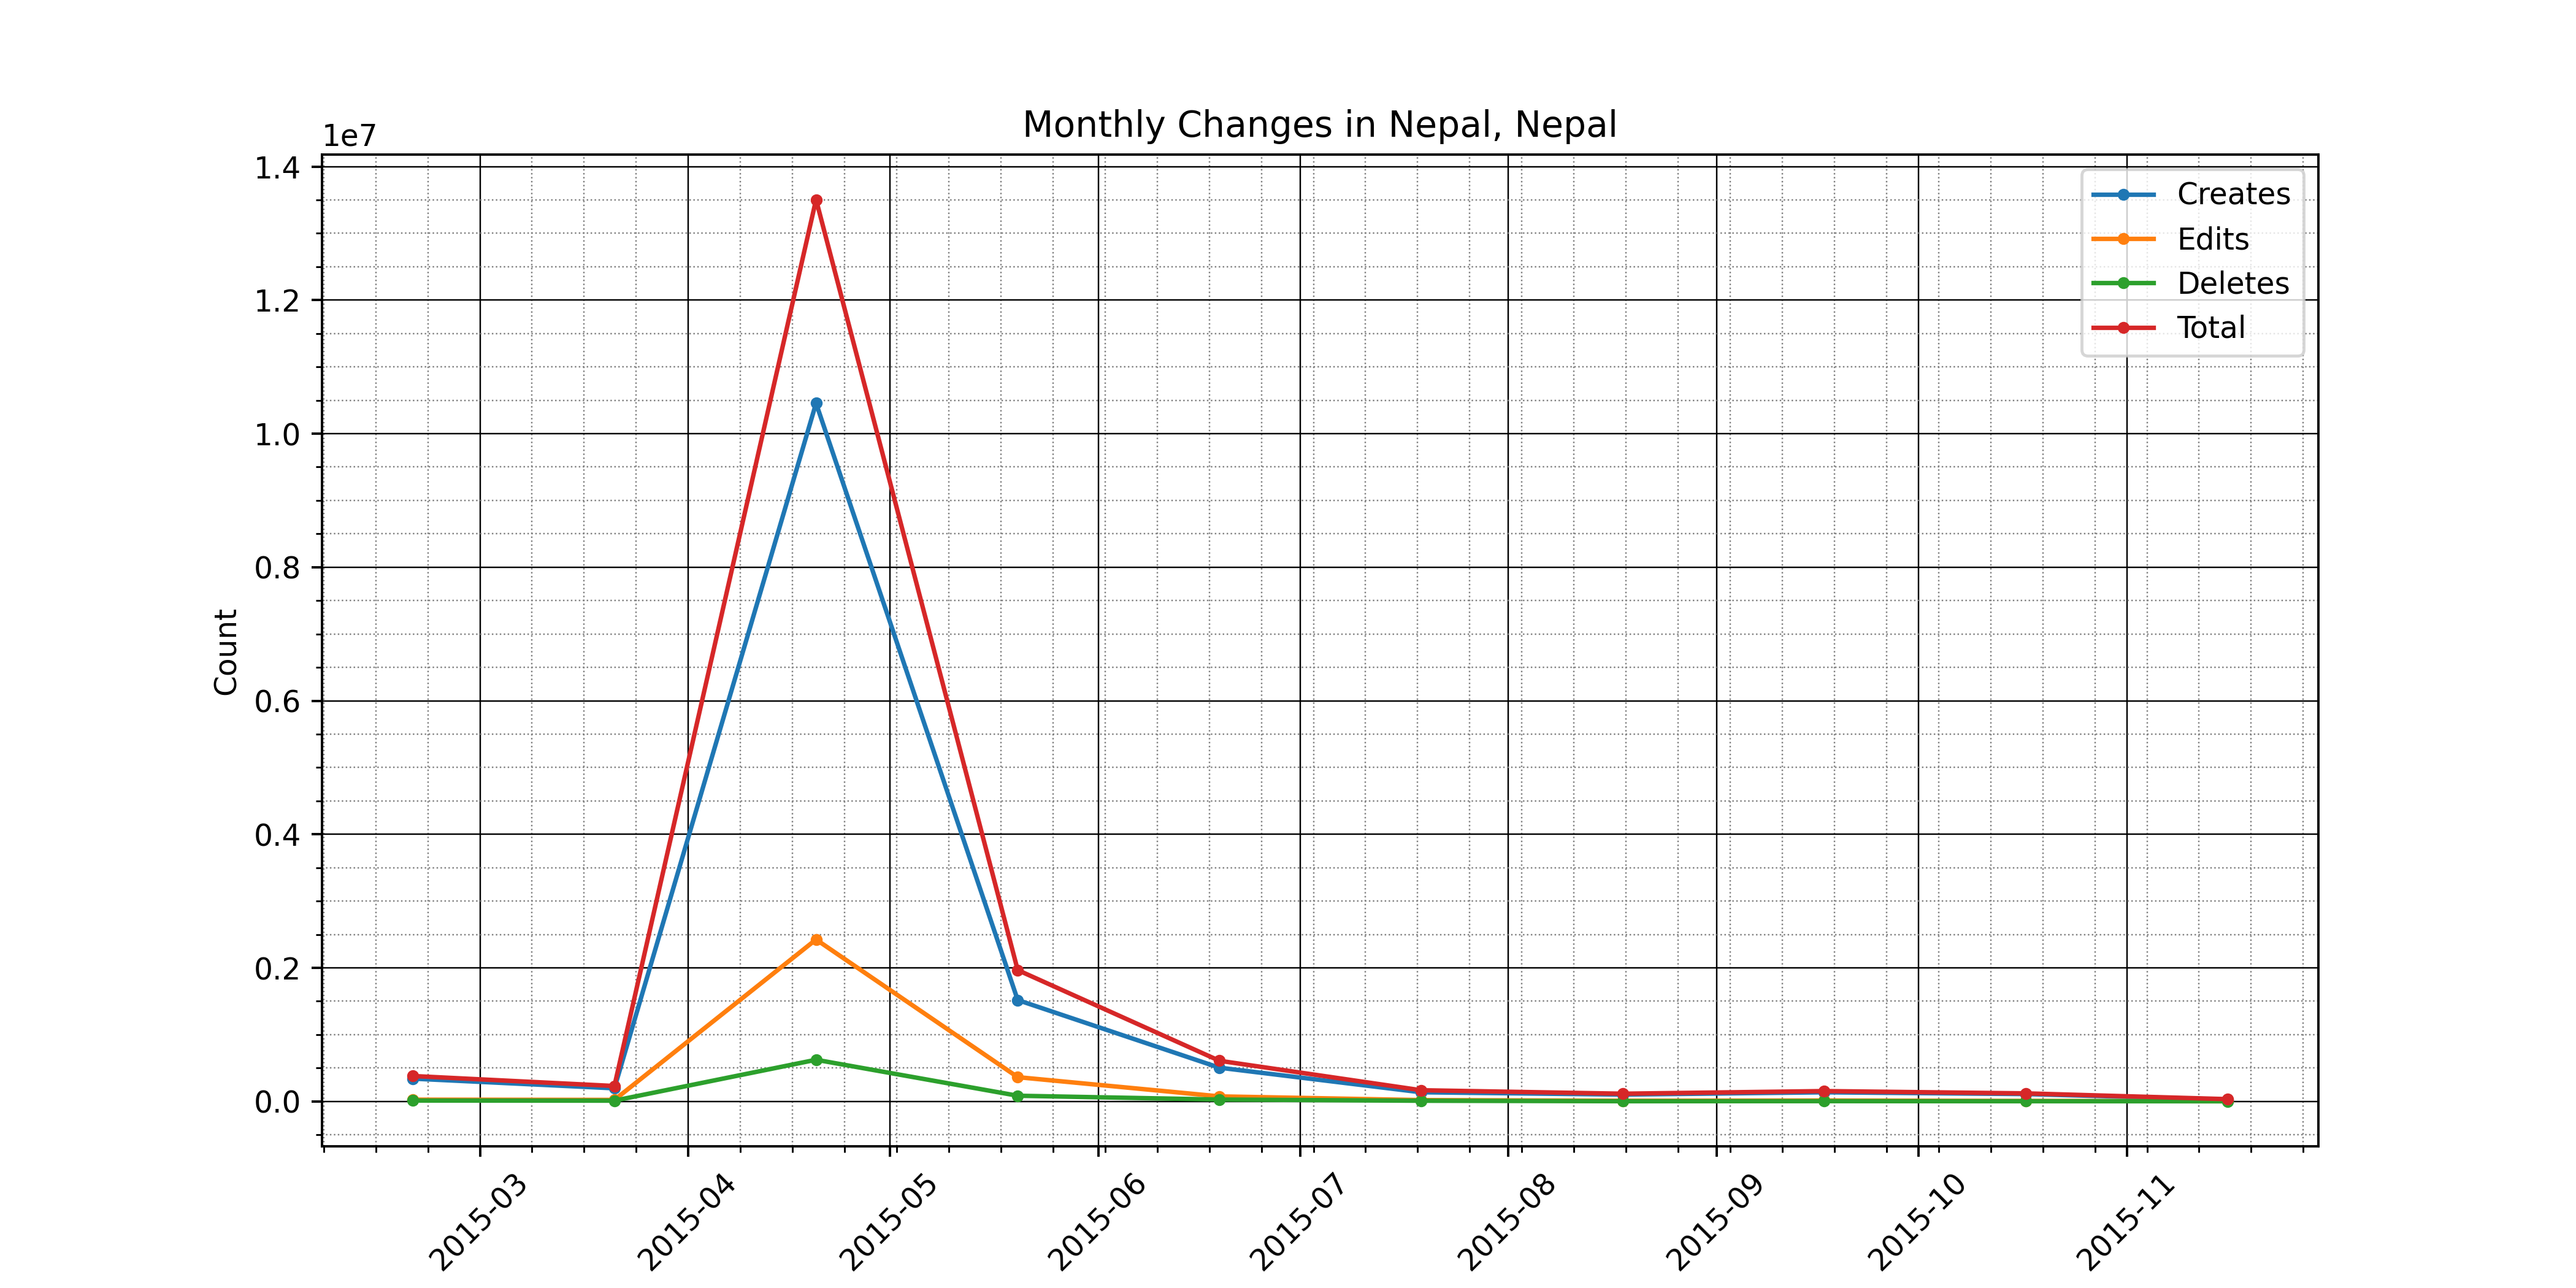 Monthly Changes in Nepal, Nepal
1e7
1.4
1.2
1.0
0.8
0.6
0.4
0.2
0.0
Count
Creates
Edits
Deletes
Total
2015-03
2015-04
2015-05
2015-06
2015-07
2015-08
2015-09
2015-10
2015-11